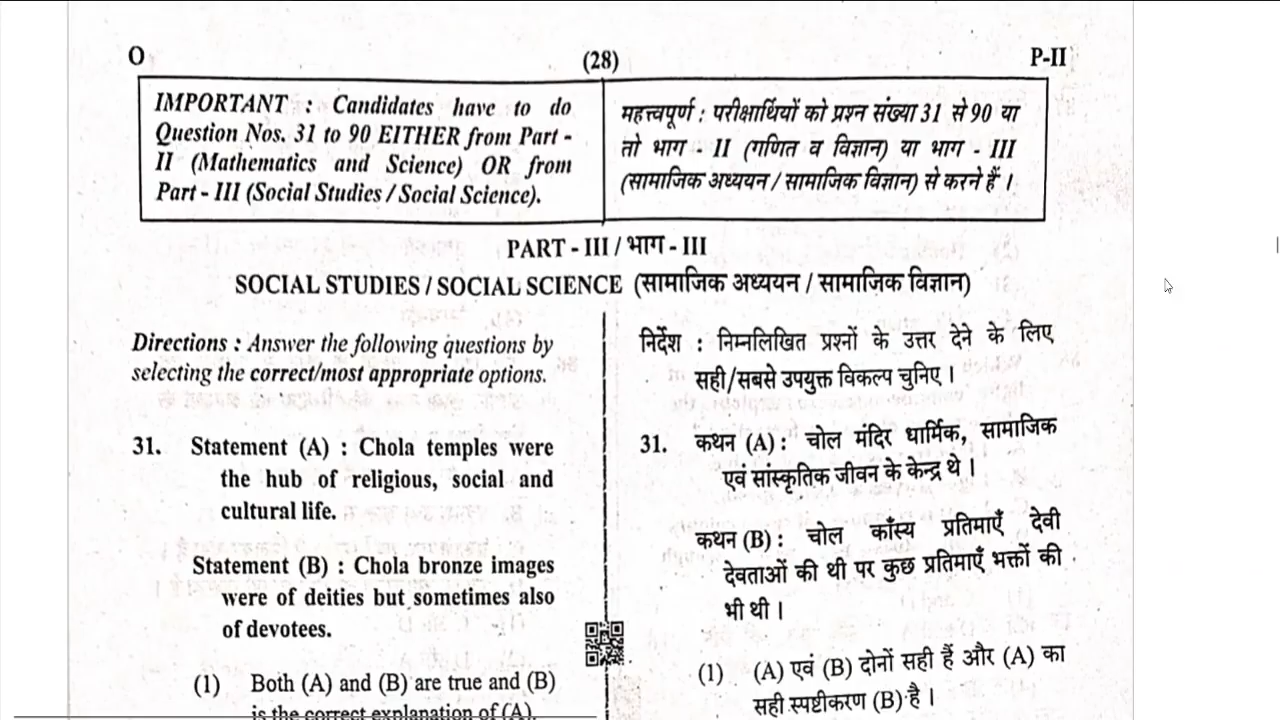 O
(28)
P-II
IMPORTANT : Candidates have to do
Question Nos. 31 to 90 EITHER from Part -
II (Mathematics and Science) OR from
Part - III (Social Studies / Social Science).
महत्त्वपूर्ण : परीक्षार्थियों को प्रश्न संख्या 31 से 90 या
तो भाग - II (गणित व विज्ञान) या भाग - III
(सामाजिक अध्ययन / सामाजिक विज्ञान) से करने हैं ।
PART - III / भाग - III
SOCIAL STUDIES / SOCIAL SCIENCE (सामाजिक अध्ययन / सामाजिक विज्ञान)
Directions : Answer the following questions by
selecting the correct/most appropriate options.
31. Statement (A) : Chola temples were
the hub of religious, social and
cultural life.
Statement (B) : Chola bronze images
were of deities but sometimes also
of devotees.
(1) Both (A) and (B) are true and (B)
is the correct explanation of (A).
निर्देश : निम्नलिखित प्रश्नों के उत्तर देने के लिए
सही/सबसे उपयुक्त विकल्प चुनिए ।
31. कथन (A) : चोल मंदिर धार्मिक, सामाजिक
एवं सांस्कृतिक जीवन के केन्द्र थे ।
कथन (B) : चोल काँस्य प्रतिमाएँ देवी
देवताओं की थी पर कुछ प्रतिमाएँ भक्तों की
भी थी ।
(1) (A) एवं (B) दोनों सही हैं और (A) का
सही स्पष्टीकरण (B) है ।